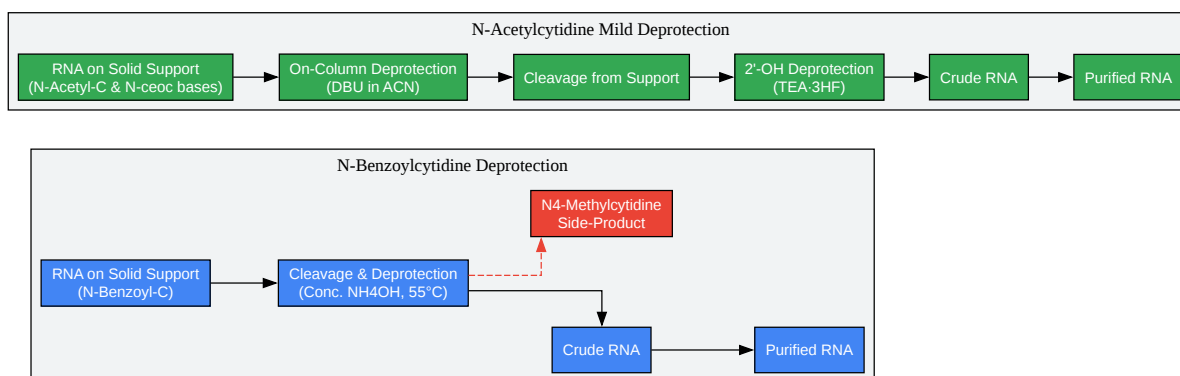 N-Acetylcytidine Mild Deprotection
RNA on Solid Support
(N-Acetyl-C & N-ceoc bases)
On-Column Deprotection
(DBU in ACN)
Cleavage from Support
2'-OH Deprotection
(TEA·3HF)
Crude RNA
Purified RNA
N-Benzoylcytidine Deprotection
N4-Methylcytidine
Side-Product
RNA on Solid Support
(N-Benzoyl-C)
Cleavage & Deprotection
(Conc. NH4OH, 55°C)
Crude RNA
Purified RNA